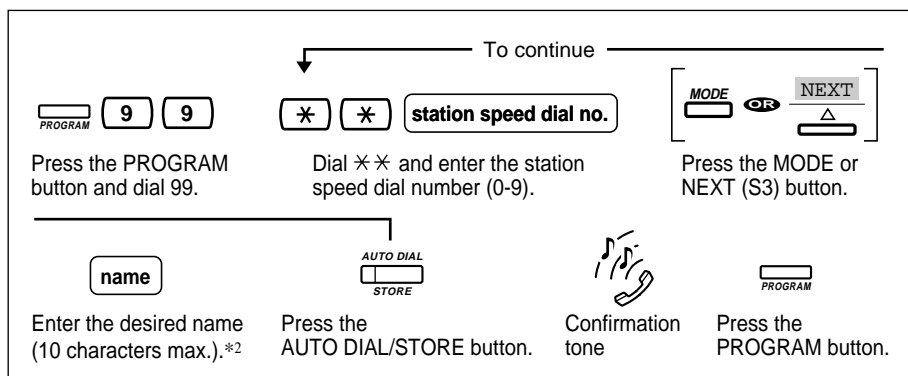 To continue
PROGRAM 9 9
✳ ✳ station speed dial no.
MODE OR NEXT
Press the PROGRAM
button and dial 99.
Dial ✳✳ and enter the station
speed dial number (0-9).
Press the MODE or
NEXT (S3) button.
name
AUTO DIAL
STORE
PROGRAM
Enter the desired name
(10 characters max.).*2
Press the
AUTO DIAL/STORE button.
Confirmation
tone
Press the
PROGRAM button.